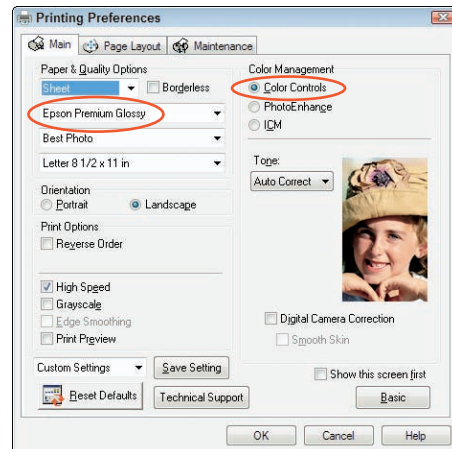 Printing Preferences
Main Page Layout Maintenance
Paper & Quality Options
Sheet Borderless
Epson Premium Glossy
Best Photo
Letter 8 1/2 x 11 in
Orientation
Portrait Landscape
Print Options
Reverse Order
High Speed
Grayscale
Edge Smoothing
Print Preview
Custom Settings Save Setting
Reset Defaults Technical Support
Color Management
Color Controls
PhotoEnhance
ICM
Tone:
Auto Correct
Digital Camera Correction
Smooth Skin
Show this screen first
Basic
OK Cancel Help